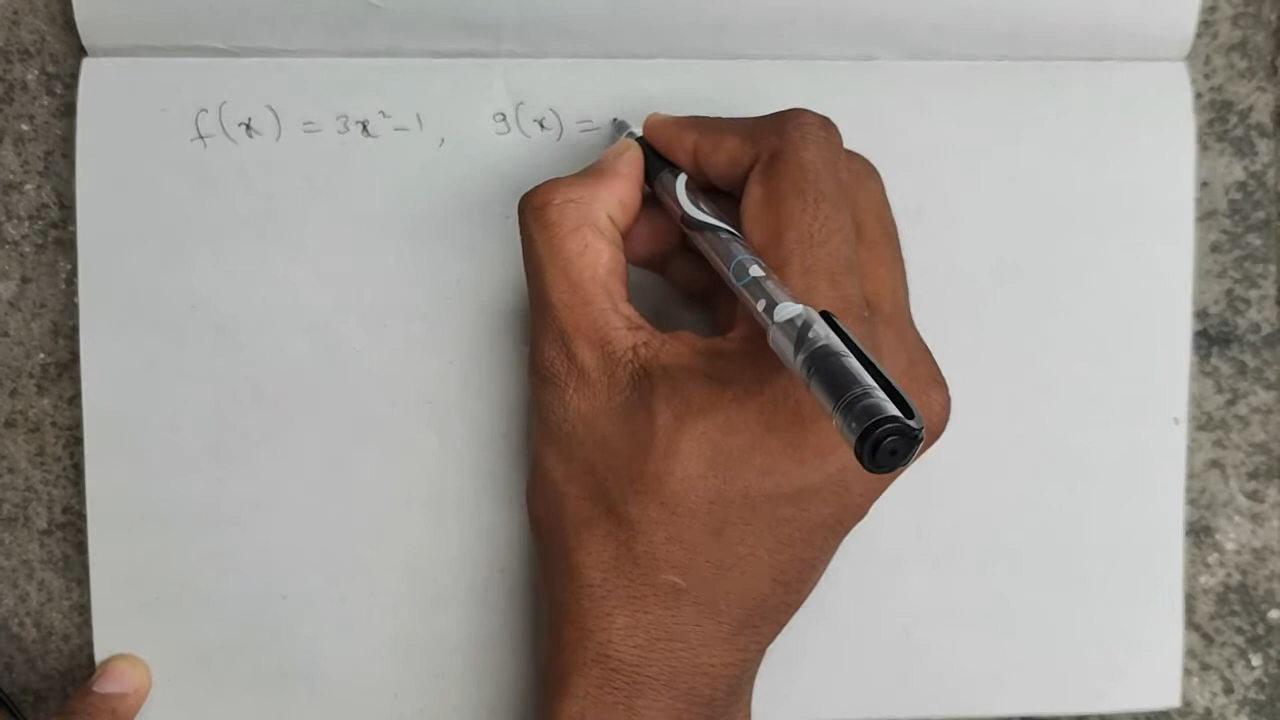 f(x) = 3x²-1, g(x) =